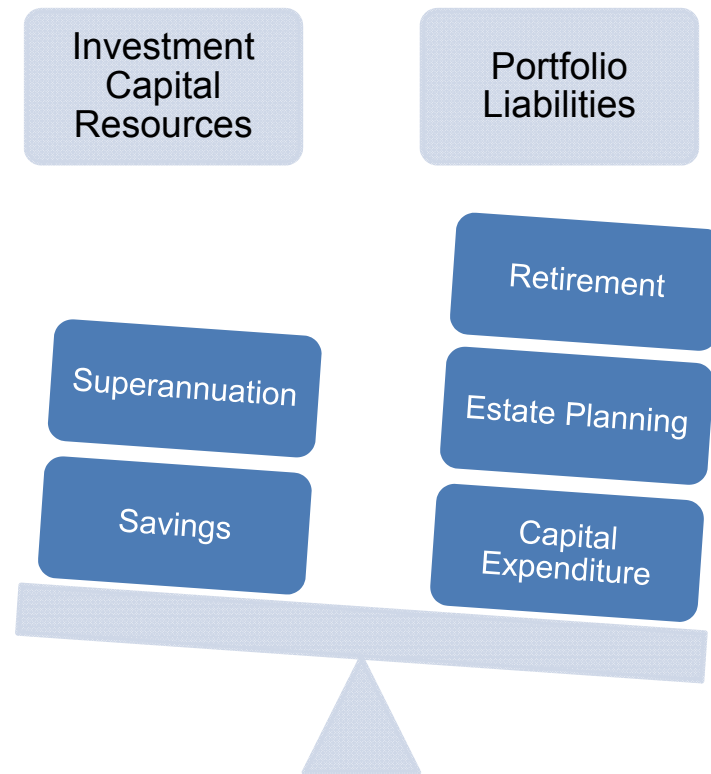 Investment
Capital
Resources
Portfolio
Liabilities
Retirement
Superannuation
Estate Planning
Savings
Capital
Expenditure